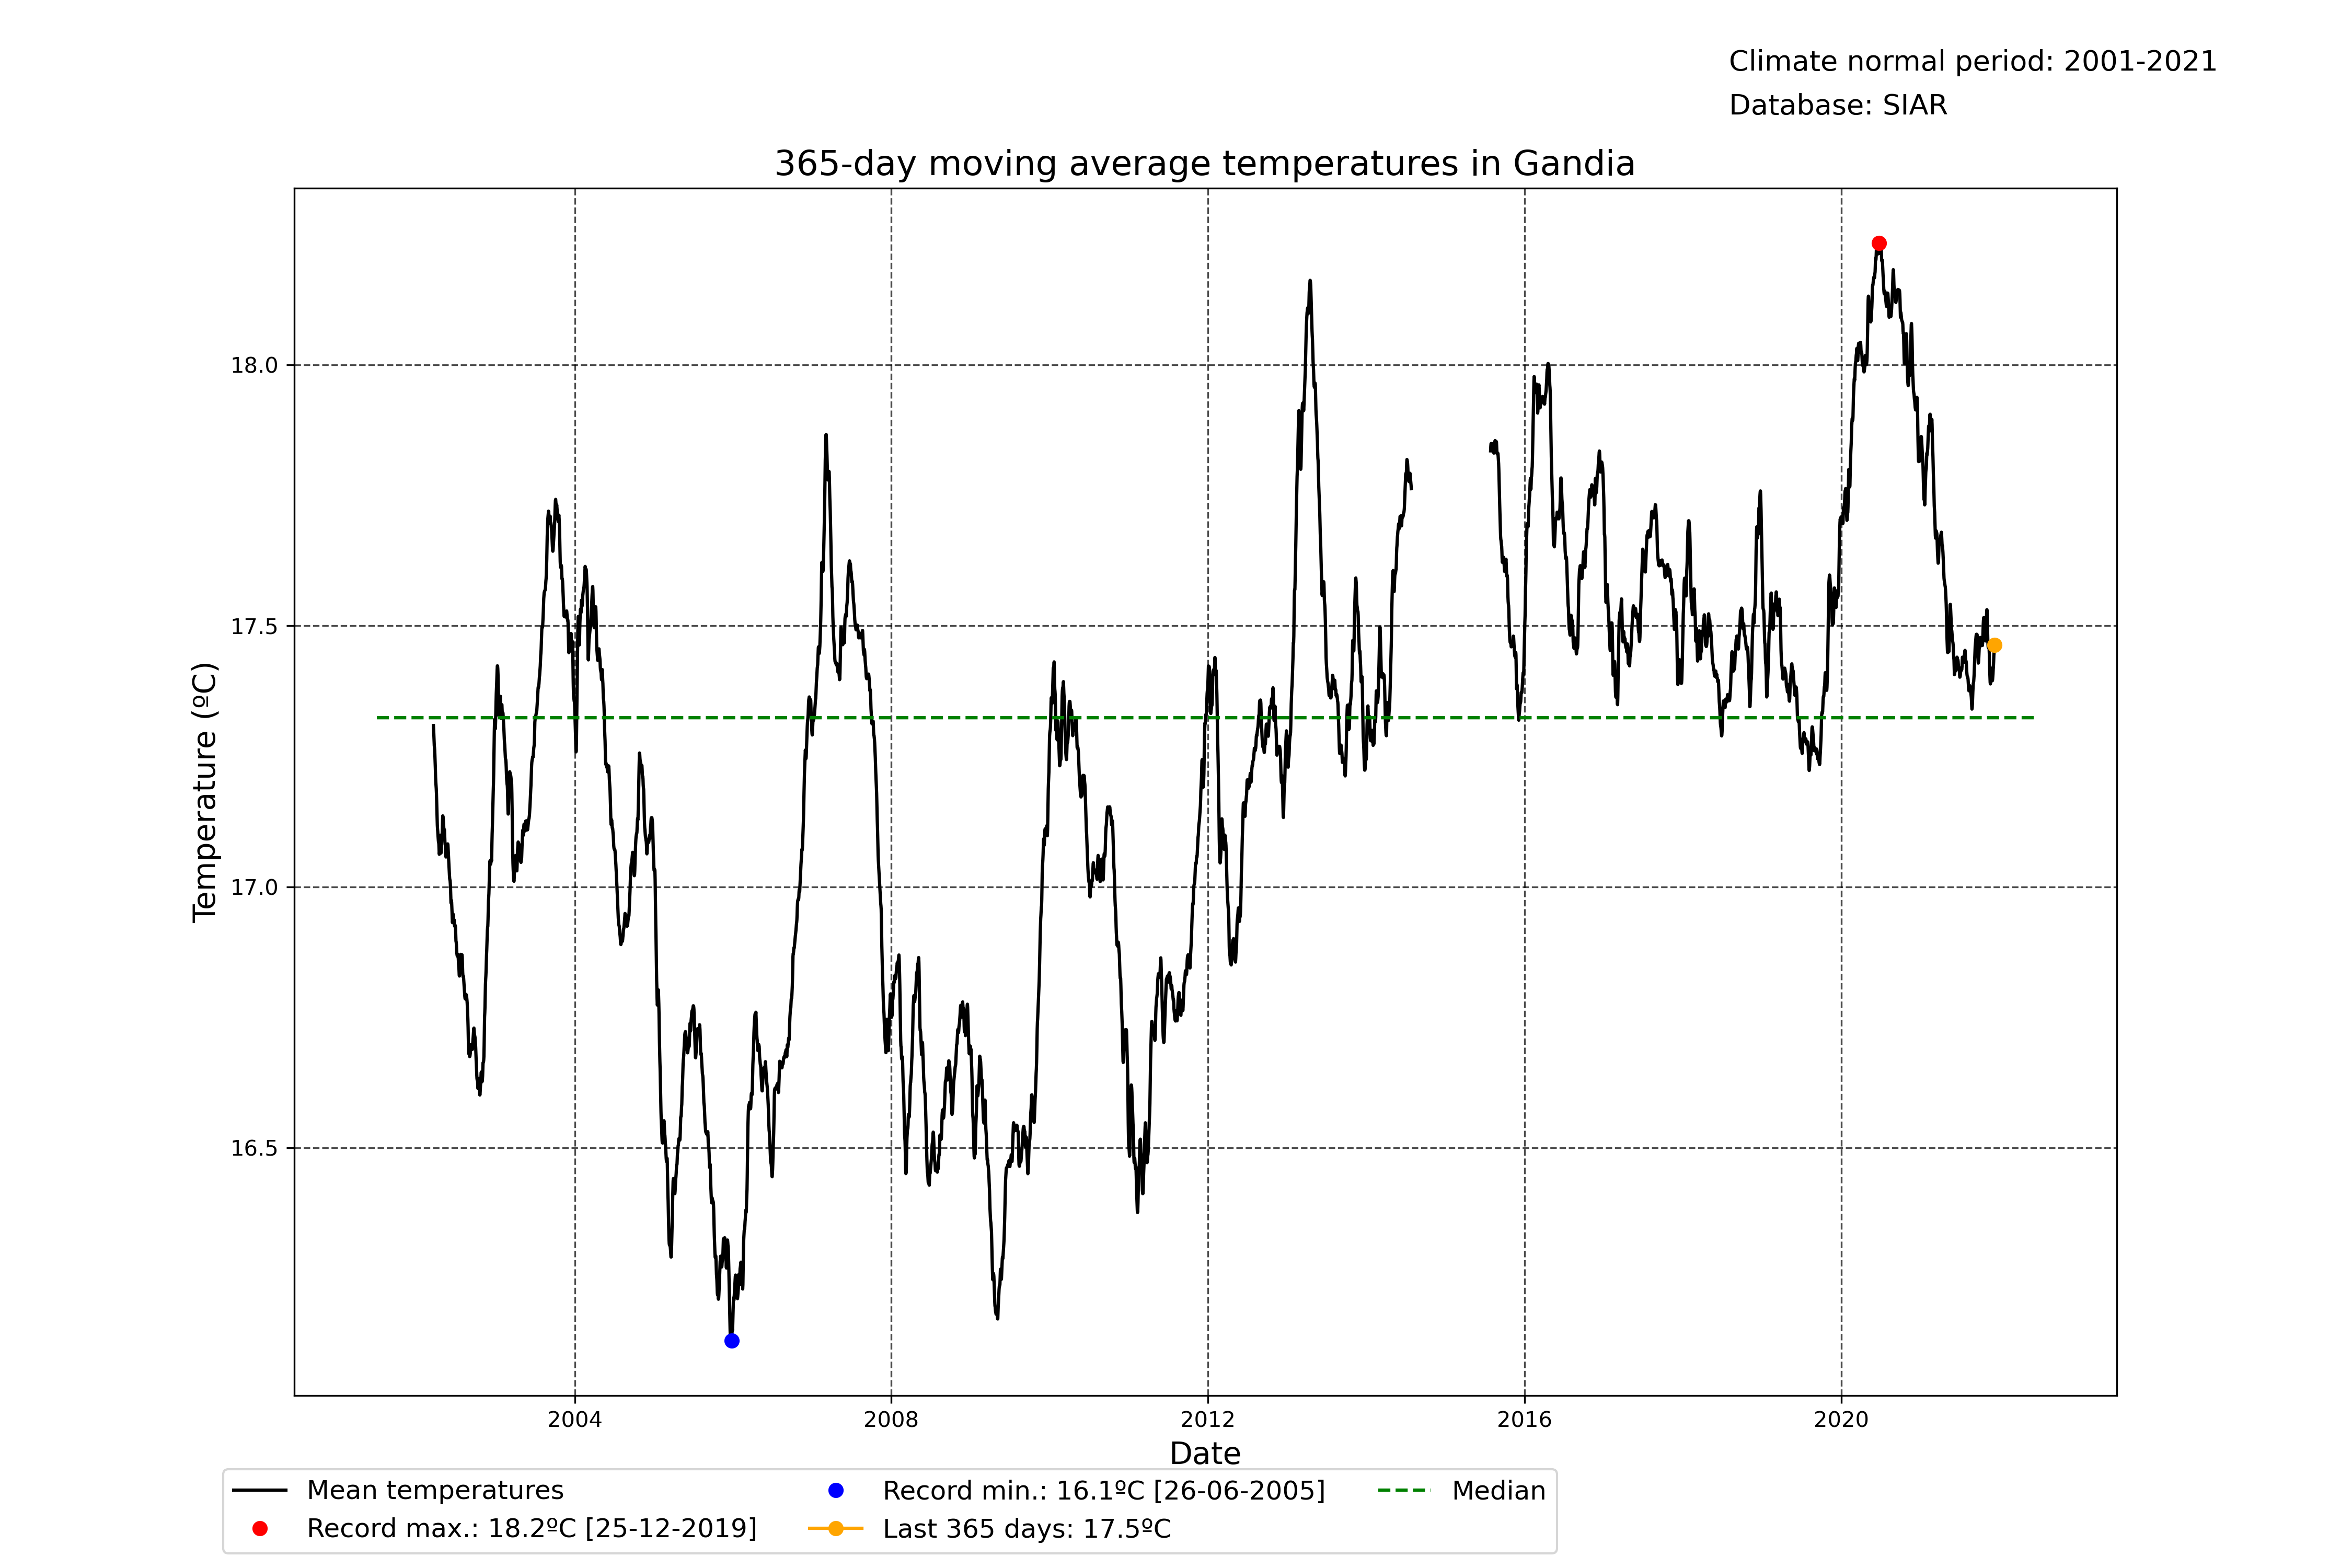 Climate normal period: 2001-2021
Database: SIAR
365-day moving average temperatures in Gandia
Temperature (ºC)
18.0
17.5
17.0
16.5
2004 2008 2012 2016 2020
Date
Mean temperatures
Record max.: 18.2ºC [25-12-2019]
Record min.: 16.1ºC [26-06-2005]
Last 365 days: 17.5ºC
Median